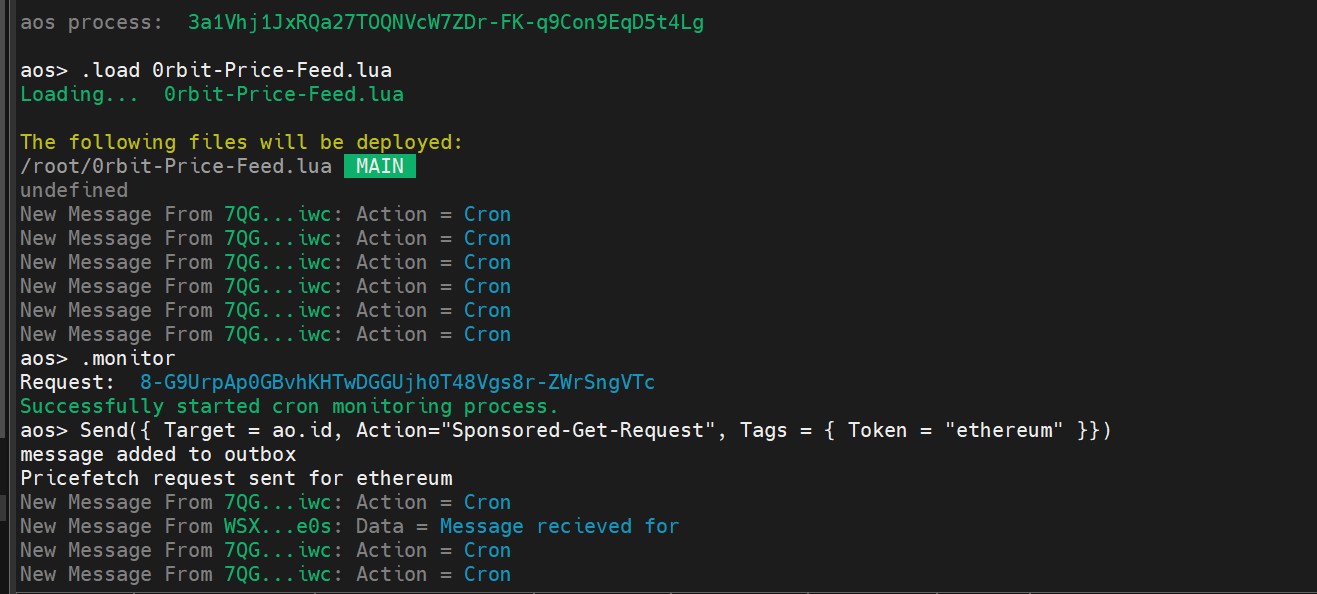 aos process:  3a1Vhj1JxRQa27TOQNVcW7ZDr-FK-q9Con9EqD5t4Lg
aos> .load 0rbit-Price-Feed.lua
Loading...  0rbit-Price-Feed.lua
The following files will be deployed:
/root/0rbit-Price-Feed.lua MAIN
undefined
New Message From 7QG...iwc: Action = Cron
New Message From 7QG...iwc: Action = Cron
New Message From 7QG...iwc: Action = Cron
New Message From 7QG...iwc: Action = Cron
New Message From 7QG...iwc: Action = Cron
New Message From 7QG...iwc: Action = Cron
aos> .monitor
Request:  8-G9UrpAp0GBvhKHTwDGGUjh0T48Vgs8r-ZWrSngVTc
Successfully started cron monitoring process.
aos> Send({ Target = ao.id, Action="Sponsored-Get-Request", Tags = { Token = "ethereum" }})
message added to outbox
Pricefetch request sent for ethereum
New Message From 7QG...iwc: Action = Cron
New Message From WSX...e0s: Data = Message recieved for
New Message From 7QG...iwc: Action = Cron
New Message From 7QG...iwc: Action = Cron